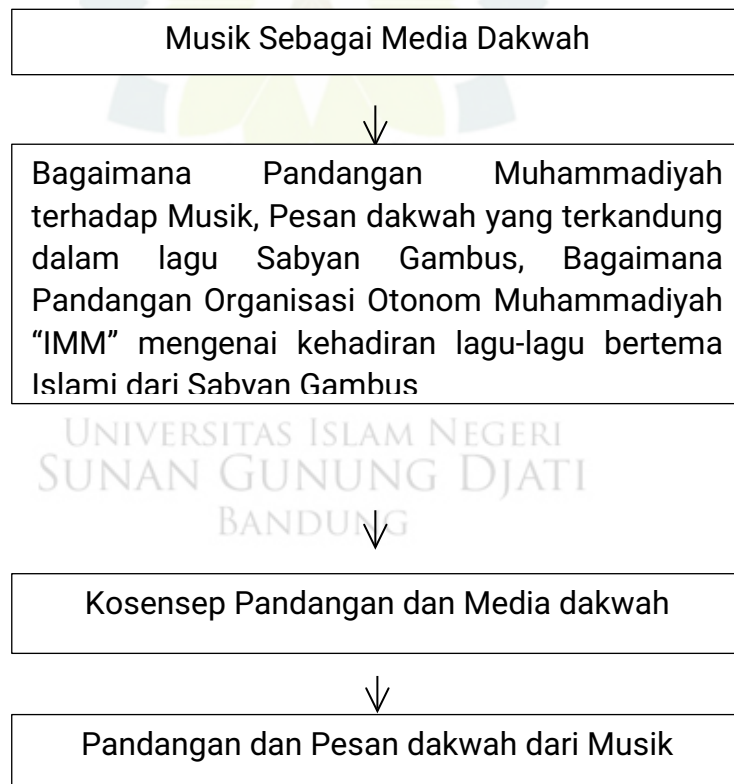 Musik Sebagai Media Dakwah
Bagaimana Pandangan Muhammadiyah
terhadap Musik, Pesan dakwah yang terkandung
dalam lagu Sabyan Gambus, Bagaimana
Pandangan Organisasi Otonom Muhammadiyah
“IMM” mengenai kehadiran lagu-lagu bertema
Islami dari Sabyan Gambus
UNIVERSITAS ISLAM NEGERI
SUNAN GUNUNG DJATI
BANDUNG
Kosensep Pandangan dan Media dakwah
Pandangan dan Pesan dakwah dari Musik